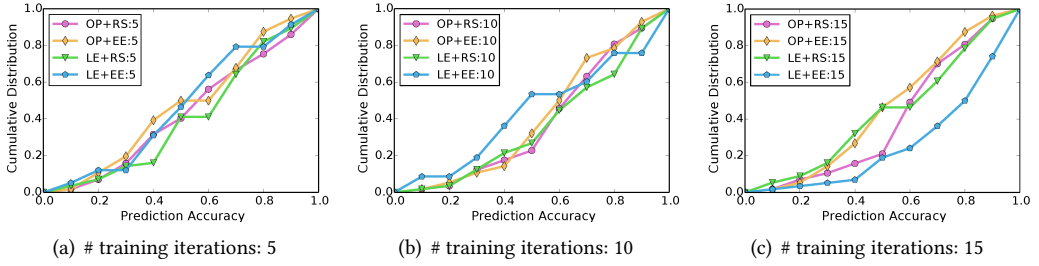 1.0
0.8
0.6
0.4
0.2
0.0
Cumulative Distribution
OP+RS:5
OP+EE:5
LE+RS:5
LE+EE:5
0.0 0.2 0.4 0.6 0.8 1.0
Prediction Accuracy
(a) # training iterations: 5
1.0
0.8
0.6
0.4
0.2
0.0
Cumulative Distribution
OP+RS:10
OP+EE:10
LE+RS:10
LE+EE:10
0.0 0.2 0.4 0.6 0.8 1.0
Prediction Accuracy
(b) # training iterations: 10
1.0
0.8
0.6
0.4
0.2
0.0
Cumulative Distribution
OP+RS:15
OP+EE:15
LE+RS:15
LE+EE:15
0.0 0.2 0.4 0.6 0.8 1.0
Prediction Accuracy
(c) # training iterations: 15